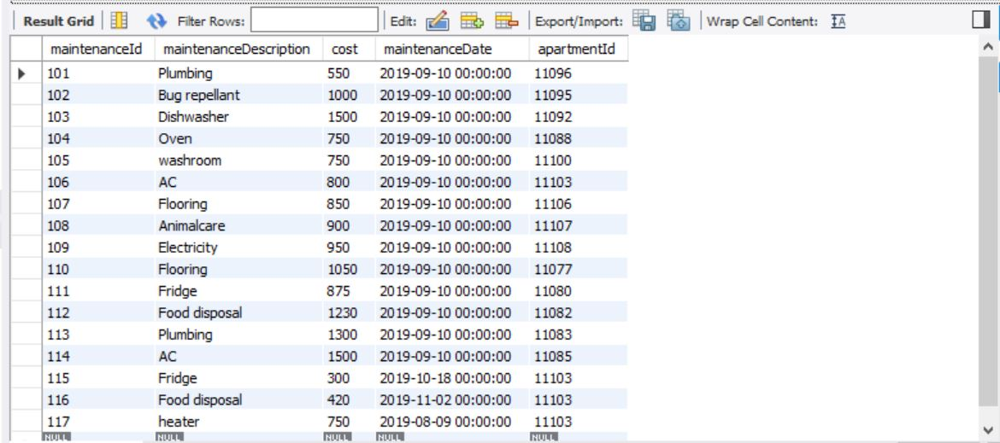 Result Grid Filter Rows: Edit: Export/Import: Wrap Cell Content: IA
maintenanceId maintenanceDescription cost maintenanceDate apartmentId
101 Plumbing 550 2019-09-10 00:00:00 11096
102 Bug repellant 1000 2019-09-10 00:00:00 11095
103 Dishwasher 1500 2019-09-10 00:00:00 11092
104 Oven 750 2019-09-10 00:00:00 11088
105 washroom 750 2019-09-10 00:00:00 11100
106 AC 800 2019-09-10 00:00:00 11103
107 Flooring 850 2019-09-10 00:00:00 11106
108 Animalcare 900 2019-09-10 00:00:00 11107
109 Electricity 950 2019-09-10 00:00:00 11108
110 Flooring 1050 2019-09-10 00:00:00 11077
111 Fridge 875 2019-09-10 00:00:00 11080
112 Food disposal 1230 2019-09-10 00:00:00 11082
113 Plumbing 1300 2019-09-10 00:00:00 11083
114 AC 1500 2019-09-10 00:00:00 11085
115 Fridge 300 2019-10-18 00:00:00 11103
116 Food disposal 420 2019-11-02 00:00:00 11103
117 heater 750 2019-08-09 00:00:00 11103
NULL NULL NULL NULL NULL